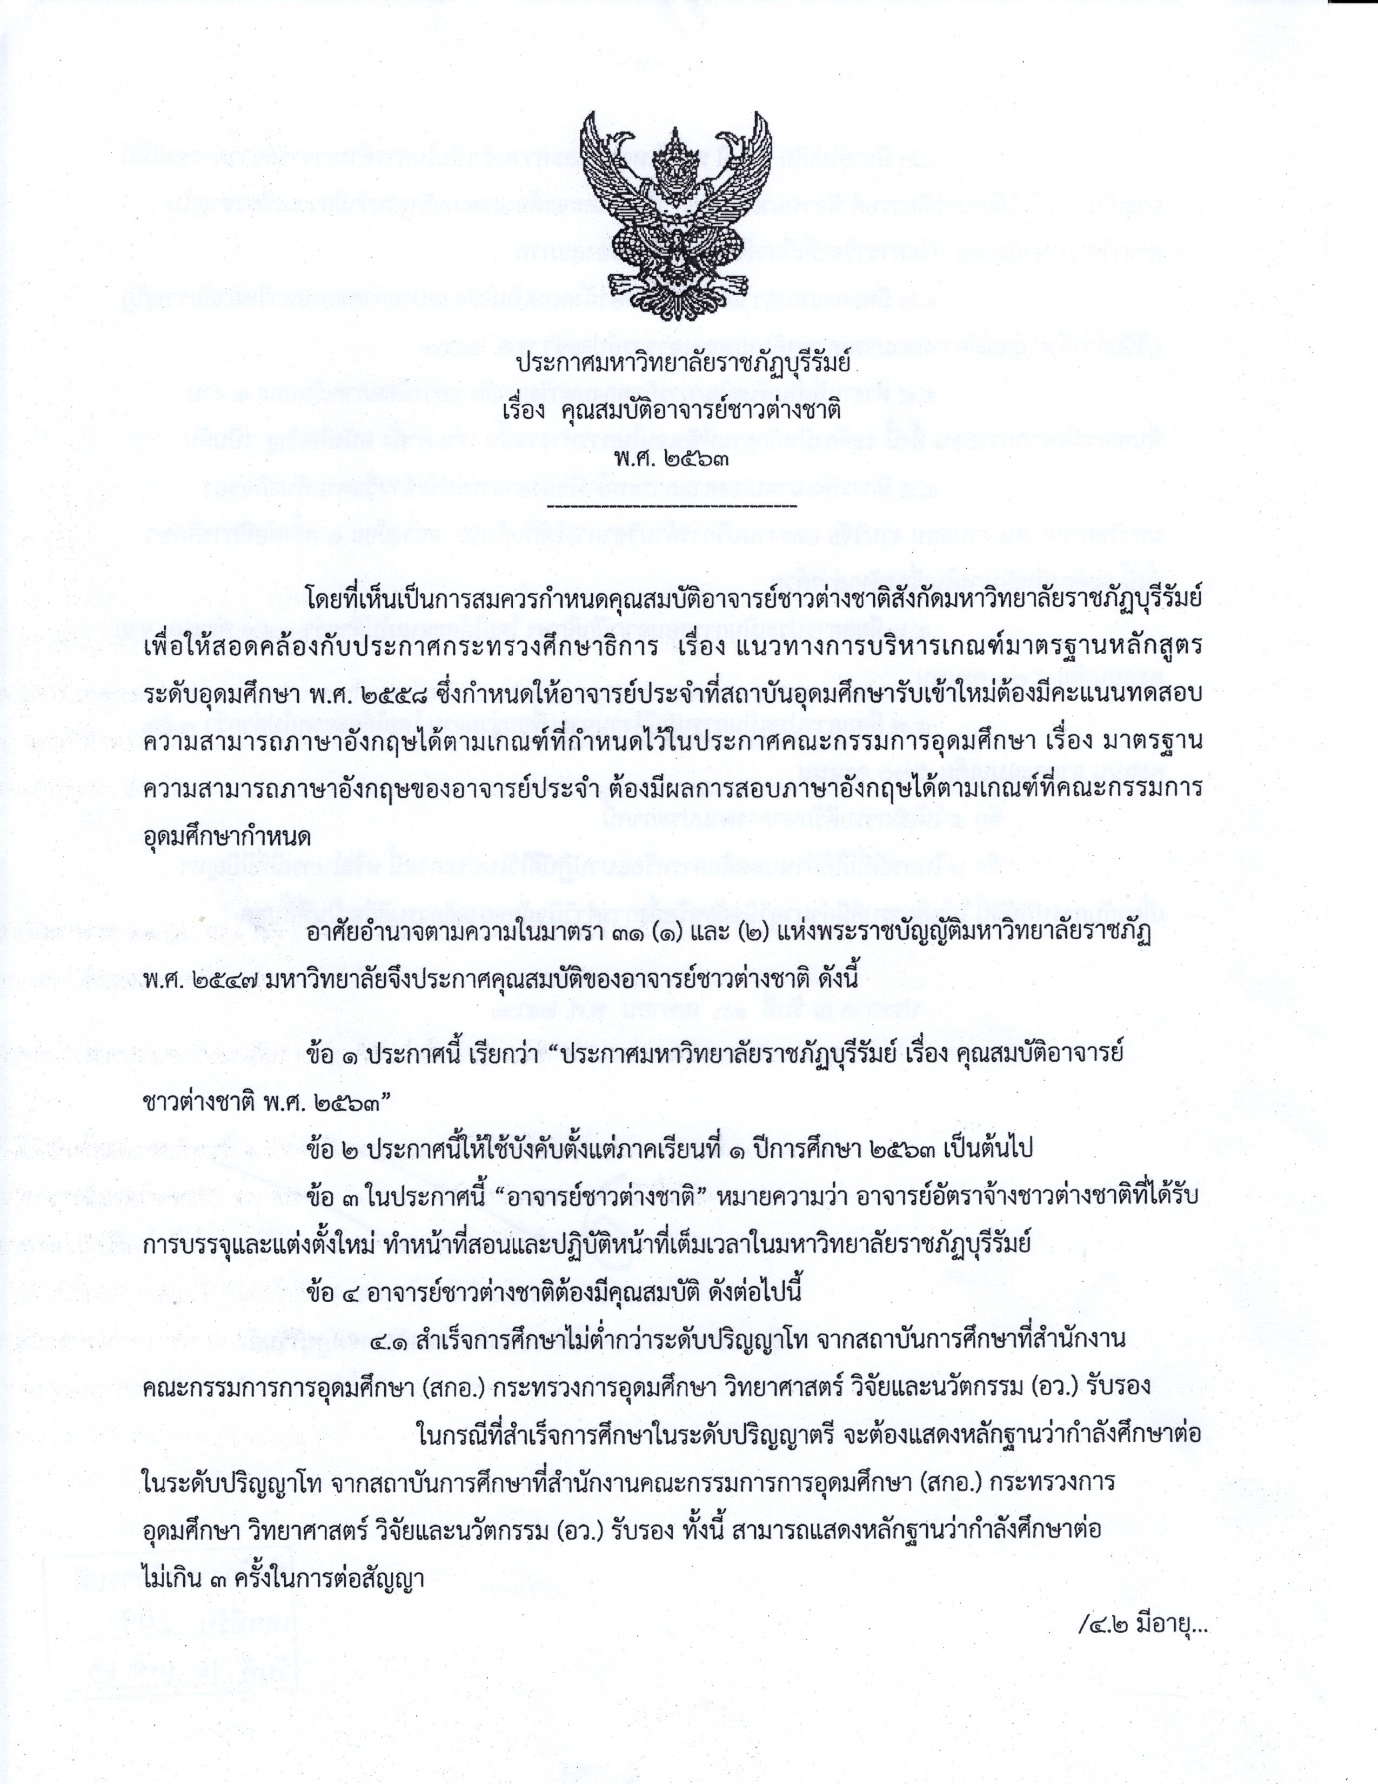 ประกาศมหาวิทยาลัยราชภัฏบุรีรัมย์
เรื่อง คุณสมบัติอาจารย์ชาวต่างชาติ
พ.ศ. ๒๕๖๓
--------------------------------
โดยที่เห็นเป็นการสมควรกำหนดคุณสมบัติอาจารย์ชาวต่างชาติสังกัดมหาวิทยาลัยราชภัฏบุรีรัมย์
เพื่อให้สอดคล้องกับประกาศกระทรวงศึกษาธิการ เรื่อง แนวทางการบริหารเกณฑ์มาตรฐานหลักสูตร
ระดับอุดมศึกษา พ.ศ. ๒๕๕๘ ซึ่งกำหนดให้อาจารย์ประจำที่สถาบันอุดมศึกษารับเข้าใหม่ต้องมีคะแนนทดสอบ
ความสามารถภาษาอังกฤษได้ตามเกณฑ์ที่กำหนดไว้ในประกาศคณะกรรมการอุดมศึกษา เรื่อง มาตรฐาน
ความสามารถภาษาอังกฤษของอาจารย์ประจำ ต้องมีผลการสอบภาษาอังกฤษได้ตามเกณฑ์ที่คณะกรรมการ
อุดมศึกษากำหนด
อาศัยอำนาจตามความในมาตรา ๓๑ (๑) และ (๒) แห่งพระราชบัญญัติมหาวิทยาลัยราชภัฏ
พ.ศ. ๒๕๔๗ มหาวิทยาลัยจึงประกาศคุณสมบัติของอาจารย์ชาวต่างชาติ ดังนี้
ข้อ ๑ ประกาศนี้ เรียกว่า “ประกาศมหาวิทยาลัยราชภัฏบุรีรัมย์ เรื่อง คุณสมบัติอาจารย์
ชาวต่างชาติ พ.ศ. ๒๕๖๓”
ข้อ ๒ ประกาศนี้ให้ใช้บังคับตั้งแต่ภาคเรียนที่ ๑ ปีการศึกษา ๒๕๖๓ เป็นต้นไป
ข้อ ๓ ในประกาศนี้ “อาจารย์ชาวต่างชาติ” หมายความว่า อาจารย์อัตราจ้างชาวต่างชาติที่ได้รับ
การบรรจุและแต่งตั้งใหม่ ทำหน้าที่สอนและปฏิบัติหน้าที่เต็มเวลาในมหาวิทยาลัยราชภัฏบุรีรัมย์
ข้อ ๔ อาจารย์ชาวต่างชาติต้องมีคุณสมบัติ ดังต่อไปนี้
๔.๑ สำเร็จการศึกษาไม่ต่ำกว่าระดับปริญญาโท จากสถาบันการศึกษาที่สำนักงาน
คณะกรรมการการอุดมศึกษา (สกอ.) กระทรวงการอุดมศึกษา วิทยาศาสตร์ วิจัยและนวัตกรรม (อว.) รับรอง
ในกรณีที่สำเร็จการศึกษาในระดับปริญญาตรี จะต้องแสดงหลักฐานว่ากำลังศึกษาต่อ
ในระดับปริญญาโท จากสถาบันการศึกษาที่สำนักงานคณะกรรมการการอุดมศึกษา (สกอ.) กระทรวงการ
อุดมศึกษา วิทยาศาสตร์ วิจัยและนวัตกรรม (อว.) รับรอง ทั้งนี้ สามารถแสดงหลักฐานว่ากำลังศึกษาต่อ
ไม่เกิน ๓ ครั้งในการต่อสัญญา
/๔.๒ มีอายุ...